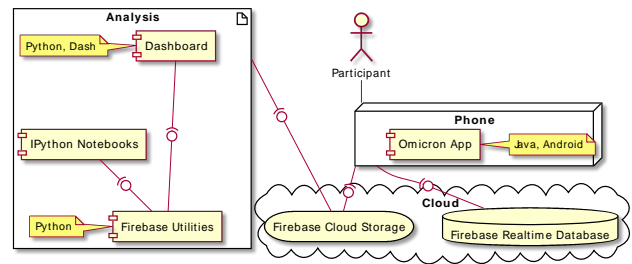 Analysis
Python, Dash
Dashboard
Participant
Phone
IPython Notebooks
Omicron App
Java, Android
Cloud
Python
Firebase Utilities
Firebase Cloud Storage
Firebase Realtime Database